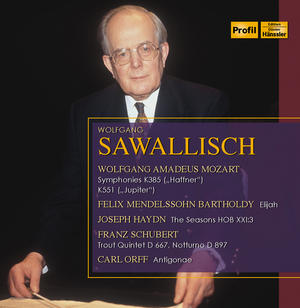 Profil
Edition
Günter
Hänssler
WOLFGANG
SAWALLISCH
WOLFGANG AMADEUS MOZART
Symphonies K385 („Haffner“)
K551 („Jupiter“)
FELIX MENDELSSOHN BARTHOLDY Elijah
JOSEPH HAYDN The Seasons HOB XXI:3
FRANZ SCHUBERT
Trout Quintet D 667, Notturno D 897
CARL ORFF Antigonae